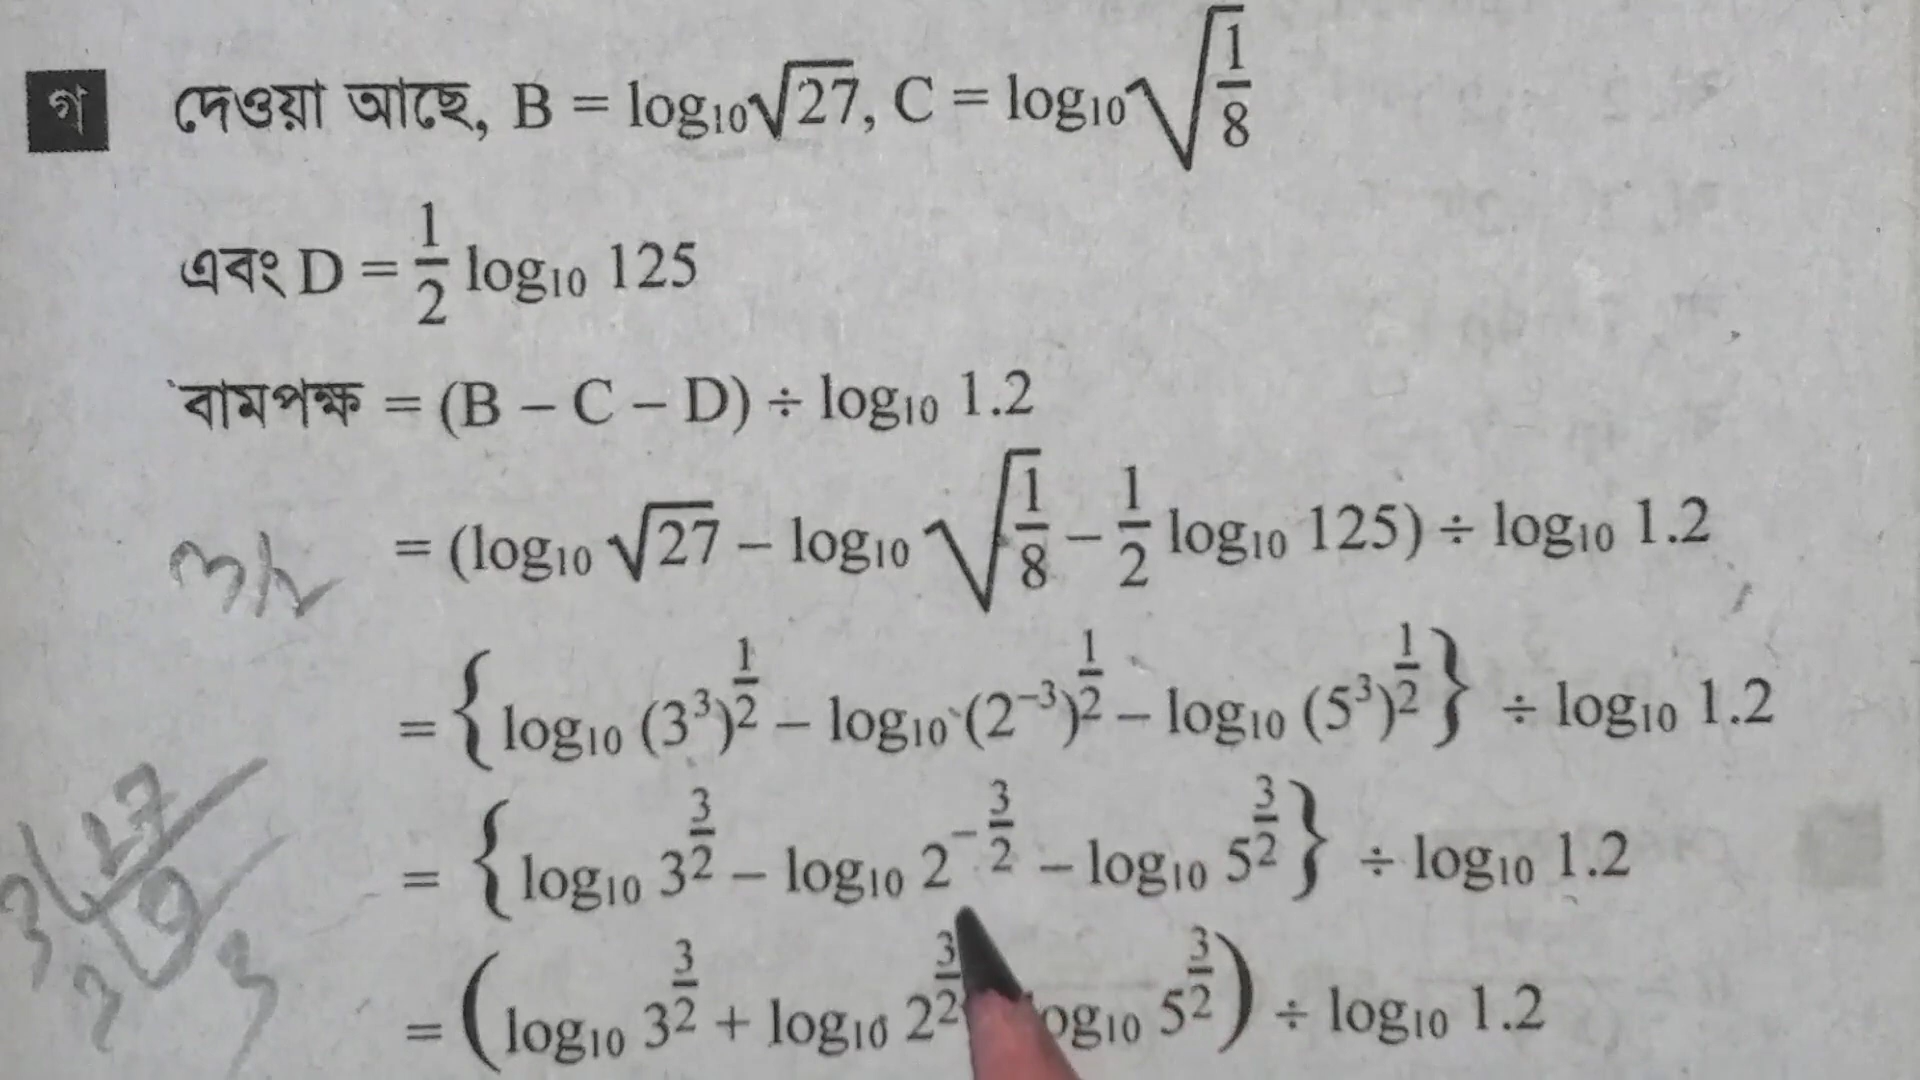 গ দেওয়া আছে, B = log₁₀√27, C = log₁₀√(1/8)
এবং D = 1/2 log₁₀ 125
বামপক্ষ = (B – C – D) ÷ log₁₀ 1.2
= (log₁₀ √27 – log₁₀ √(1/8) – 1/2 log₁₀ 125) ÷ log₁₀ 1.2
= {log₁₀ (3³)^(1/2) – log₁₀ (2⁻³)^(1/2) – log₁₀ (5³)^(1/2)} ÷ log₁₀ 1.2
= {log₁₀ 3^(3/2) – log₁₀ 2^(–3/2) – log₁₀ 5^(3/2)} ÷ log₁₀ 1.2
= (log₁₀ 3^(3/2) + log₁₀ 2^(3/2) og₁₀ 5^(3/2)) ÷ log₁₀ 1.2